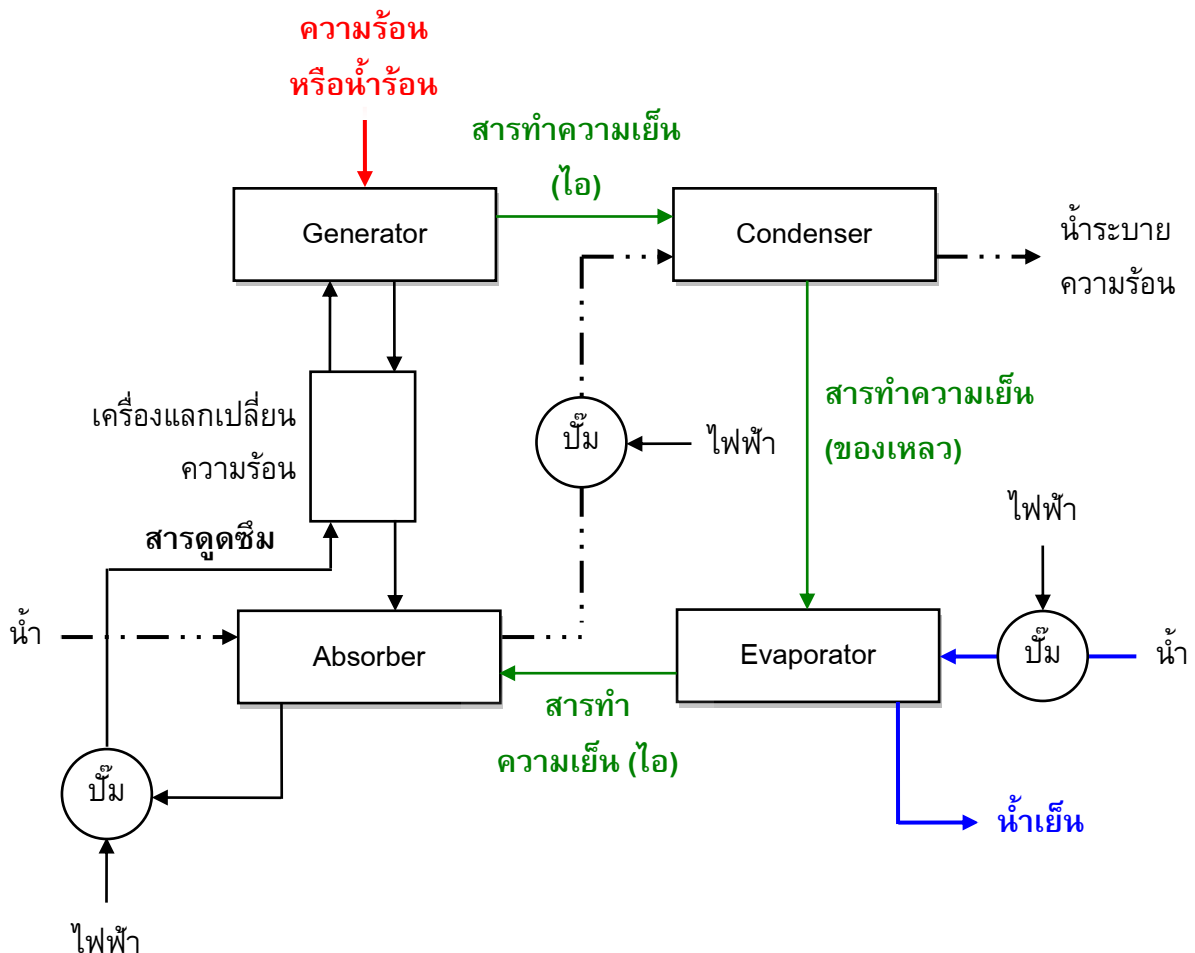 ความร้อน
หรือน้ำร้อน
สารทำความเย็น
(ไอ)
Generator
Condenser
น้ำระบาย
ความร้อน
เครื่องแลกเปลี่ยน
ความร้อน
ปั๊ม
ไฟฟ้า
สารทำความเย็น
(ของเหลว)
ไฟฟ้า
สารดูดซึม
น้ำ
Absorber
Evaporator
ปั๊ม
น้ำ
สารทำ
ความเย็น (ไอ)
ปั๊ม
น้ำเย็น
ไฟฟ้า